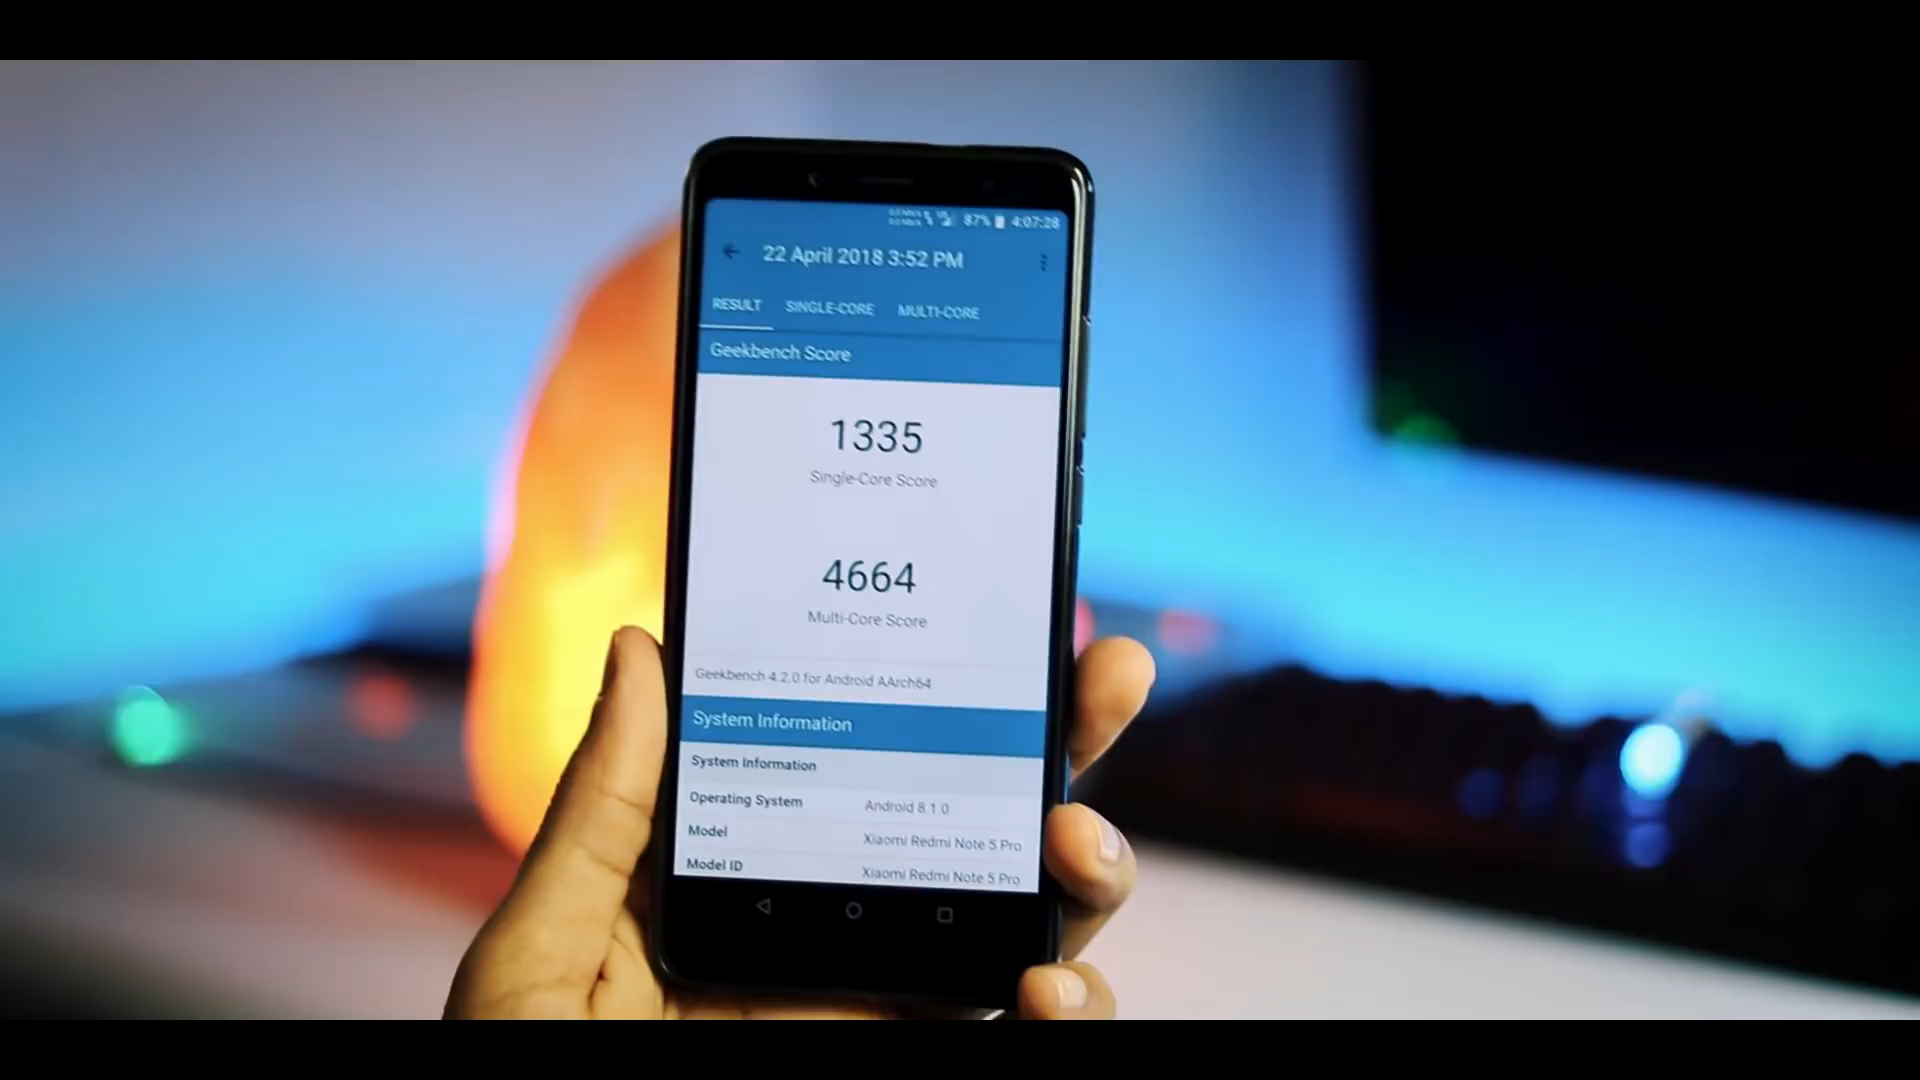 87% 4:07:28
22 April 2018 3:52 PM
RESULT SINGLE-CORE MULTI-CORE
Geekbench Score
1335
Single-Core Score
4664
Multi-Core Score
Geekbench 4.2.0 for Android AArch64
System Information
System Information
Operating System Android 8.1.0
Model Xiaomi Redmi Note 5 Pro
Model ID Xiaomi Redmi Note 5 Pro